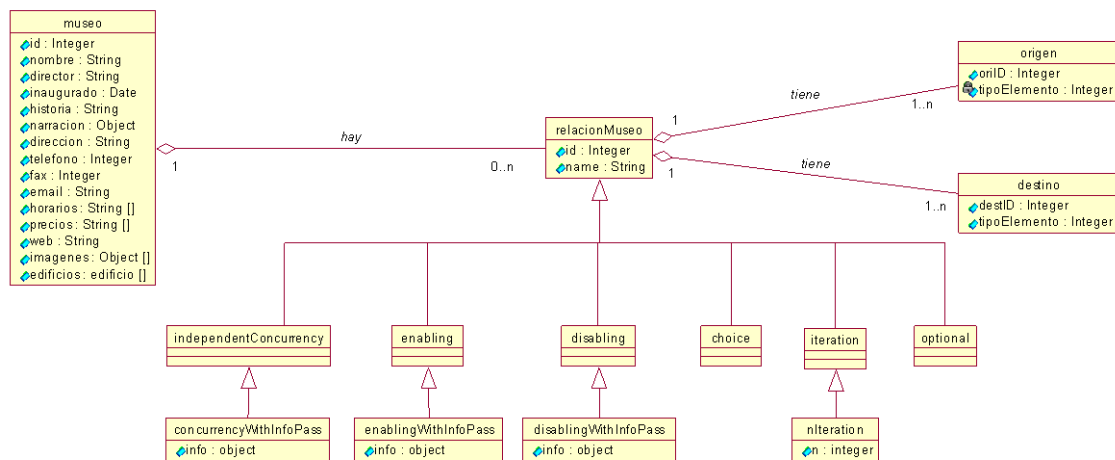 museo
id : Integer
nombre : String
director : String
inaugurado : Date
historia : String
narracion : Object
direccion : String
telefono : Integer
fax : Integer
email : String
horarios : String []
precios : String []
web : String
imagenes : Object []
edificios : edificio []
hay
1
0..n
relacionMuseo
id : Integer
name : String
1
tiene
1..n
origen
oriID : Integer
tipoElemento : Integer
1
tiene
1..n
destino
destID : Integer
tipoElemento : Integer
independentConcurrency
enabling
disabling
choice
iteration
optional
concurrencyWithInfoPass
info : object
enablingWithInfoPass
info : object
disablingWithInfoPass
info : object
nIteration
n : integer